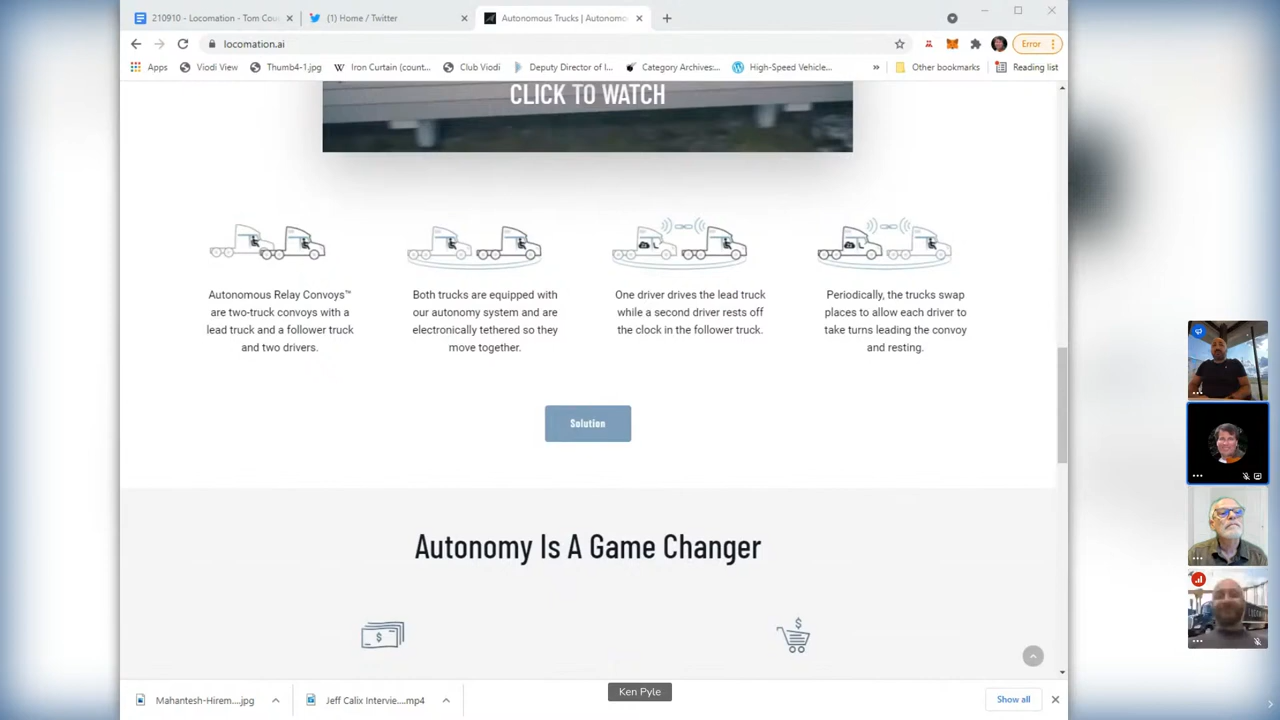 210910 - Locomation - Tom Cou
(1) Home / Twitter
Autonomous Trucks | Autonomo
locomation.ai
Error
Apps
Viodi View
Thumb4-1.jpg
Iron Curtain (count...
Club Viodi
Deputy Director of I...
Category Archives:...
High-Speed Vehicle...
»
Other bookmarks
Reading list
CLICK TO WATCH
Autonomous Relay Convoys™
are two-truck convoys with a
lead truck and a follower truck
and two drivers.
Both trucks are equipped with
our autonomy system and are
electronically tethered so they
move together.
One driver drives the lead truck
while a second driver rests off
the clock in the follower truck.
Periodically, the trucks swap
places to allow each driver to
take turns leading the convoy
and resting.
Solution
Autonomy Is A Game Changer
Mahantesh-Hirem....jpg
Jeff Calix Intervie....mp4
Ken Pyle
Show all